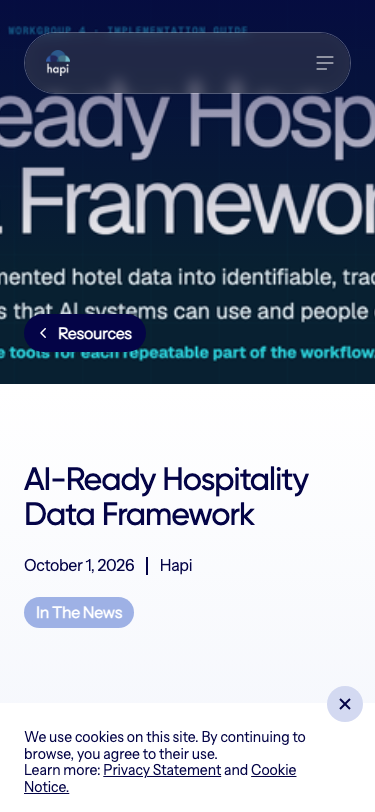 WORKGROUP 4 · IMPLEMENTATION GUIDE
hapi
eady Hosp
Framewor
mented hotel data into identifiable, trac
s that AI systems can use and people
Resources
e tools for each repeatable part of the workflow.
AI-Ready Hospitality
Data Framework
October 1, 2026 | Hapi
In The News
We use cookies on this site. By continuing to
browse, you agree to their use.
Learn more: Privacy Statement and Cookie
Notice.